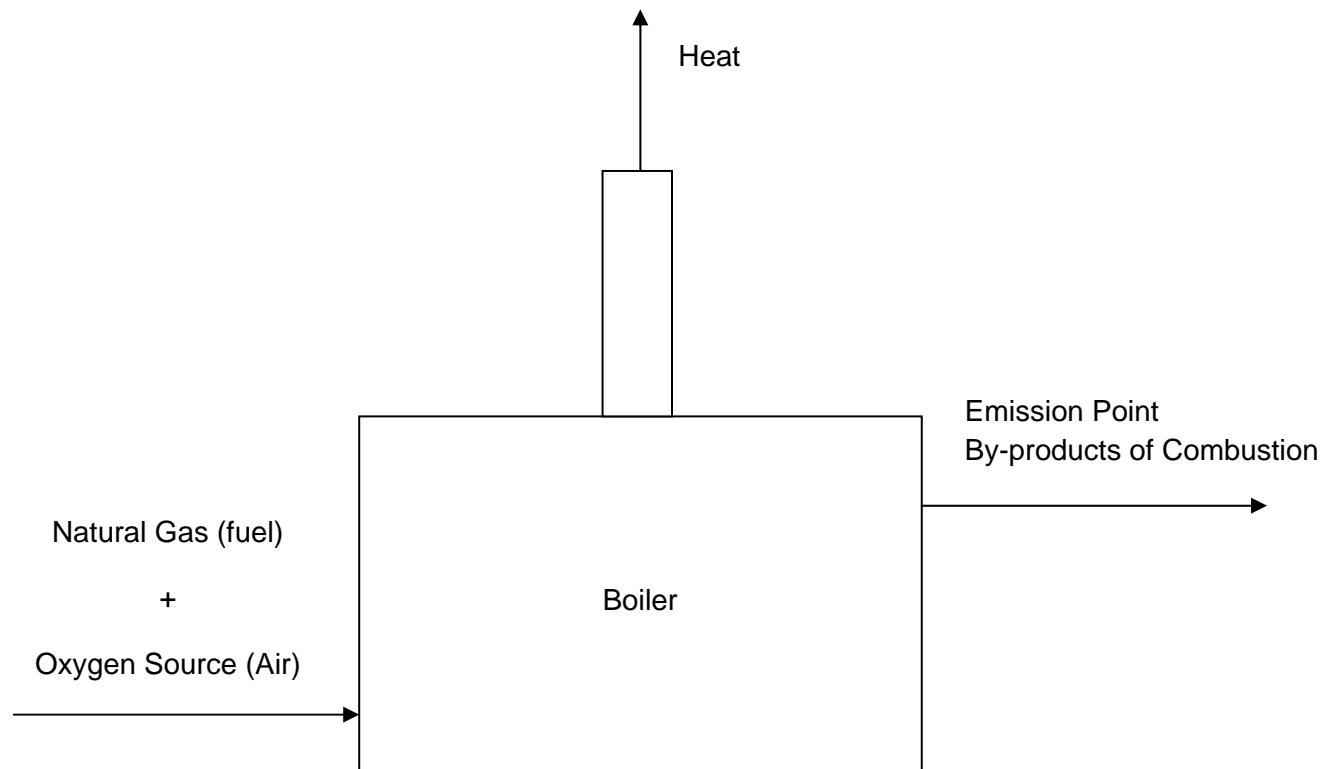 Heat
Emission Point
By-products of Combustion
Natural Gas (fuel)
+
Oxygen Source (Air)
Boiler